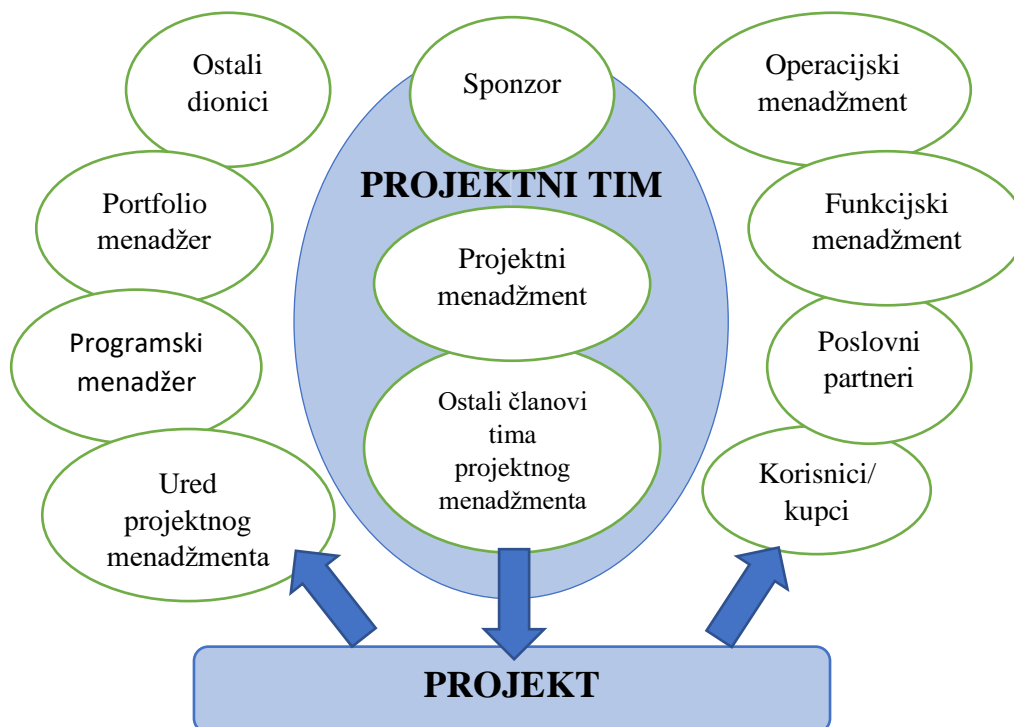 Ostali
dionici
Portfolio
menadžer
Programski
menadžer
Ured
projektnog
menadžmenta
Sponzor
PROJEKTNI TIM
Projektni
menadžment
Ostali članovi
tima
projektnog
menadžmenta
Operacijski
menadžment
Funkcijski
menadžment
Poslovni
partneri
Korisnici/
kupci
PROJEKT